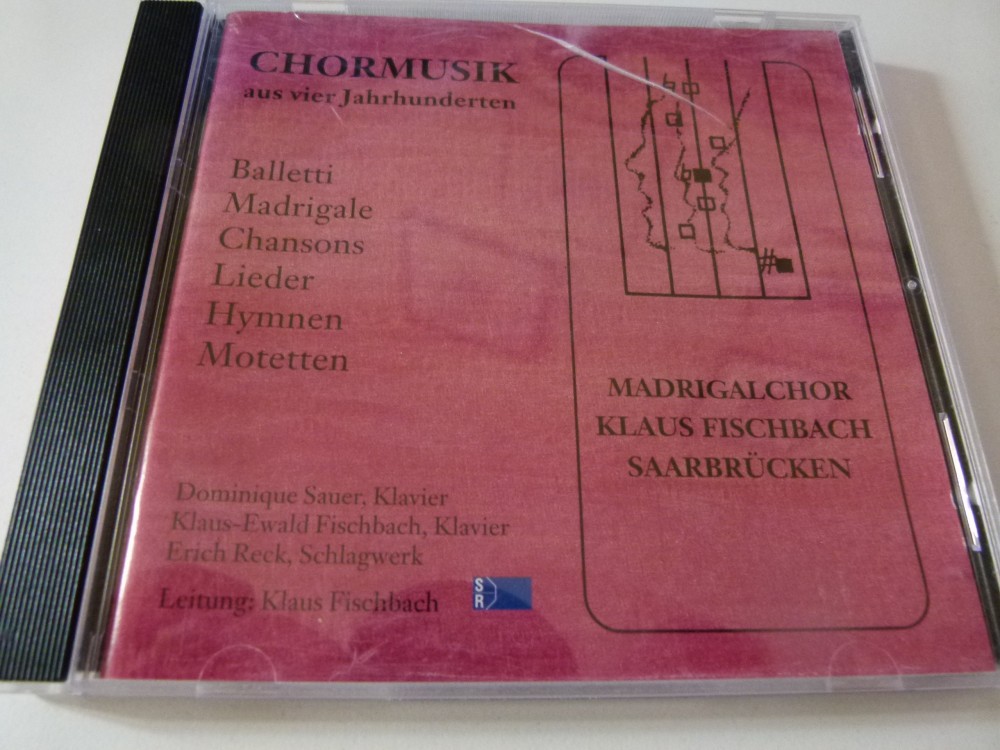 CHORMUSIK
aus vier Jahrhunderten
Balletti
Madrigale
Chansons
Lieder
Hymnen
Motetten
MADRIGALCHOR
KLAUS FISCHBACH
SAARBRÜCKEN
Dominique Sauer, Klavier
Klaus-Ewald Fischbach, Klavier
Erich Reck, Schlagwerk
Leitung: Klaus Fischbach
SR